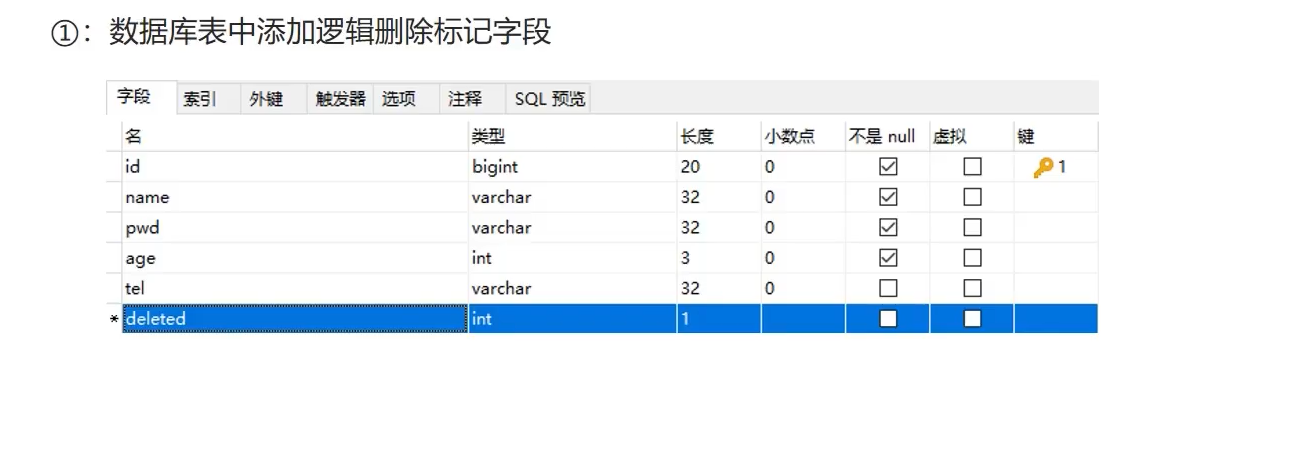 ①：数据库表中添加逻辑删除标记字段
字段 索引 外键 触发器 选项 注释 SQL 预览
名 类型 长度 小数点 不是 null 虚拟 键
id bigint 20 0 1
name varchar 32 0
pwd varchar 32 0
age int 3 0
tel varchar 32 0
* deleted int 1